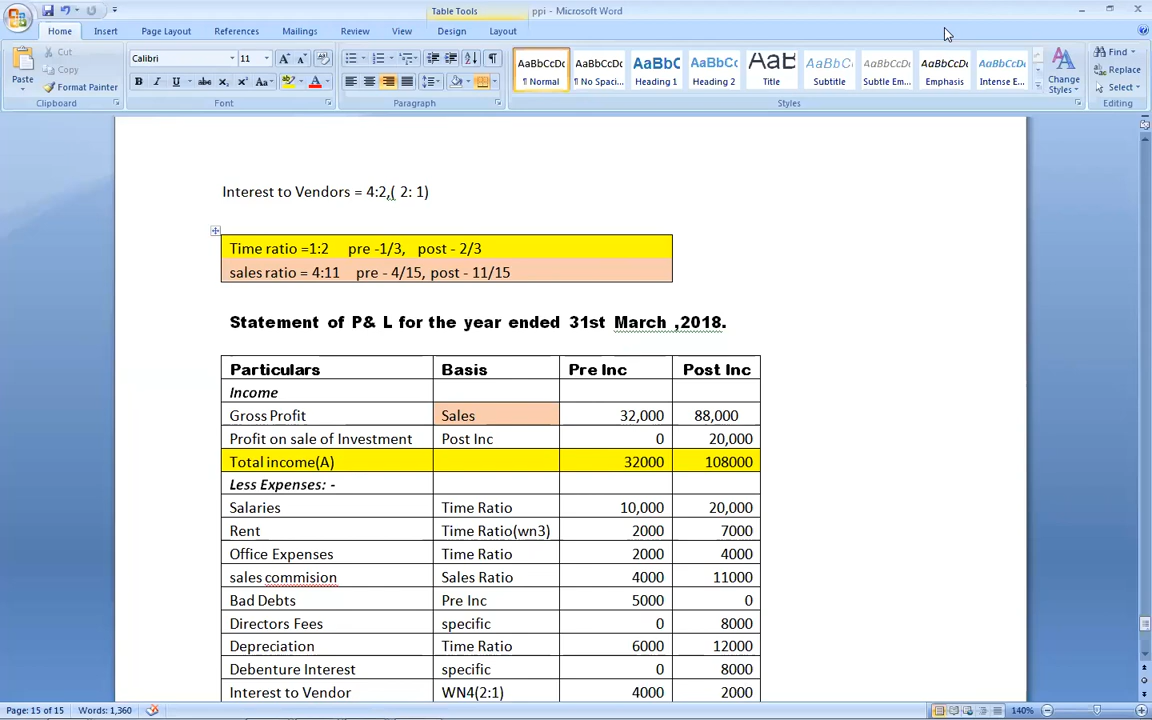 Table Tools
ppi - Microsoft Word
Home Insert Page Layout References Mailings Review View Design Layout
Paste
Cut
Copy
Format Painter
Clipboard
Calibri 11
Font
Paragraph
AaBbCcDc AaBbCcDc AaBbC AaBbCc AaB AaBbCc. AaBbCcDc AaBbCcDc AaBbCcDc
¶ Normal ¶ No Spaci... Heading 1 Heading 2 Title Subtitle Subtle Em... Emphasis Intense E...
Styles
Change Styles
Find
Replace
Select
Editing
Interest to Vendors = 4:2,( 2: 1)
Time ratio =1:2 pre -1/3, post - 2/3
sales ratio = 4:11 pre - 4/15, post - 11/15
Statement of P& L for the year ended 31st March ,2018.
Particulars Basis Pre Inc Post Inc
Income
Gross Profit Sales 32,000 88,000
Profit on sale of Investment Post Inc 0 20,000
Total income(A) 32000 108000
Less Expenses: -
Salaries Time Ratio 10,000 20,000
Rent Time Ratio(wn3) 2000 7000
Office Expenses Time Ratio 2000 4000
sales commision Sales Ratio 4000 11000
Bad Debts Pre Inc 5000 0
Directors Fees specific 0 8000
Depreciation Time Ratio 6000 12000
Debenture Interest specific 0 8000
Interest to Vendor WN4(2:1) 4000 2000
Page: 15 of 15 Words: 1,360 140%